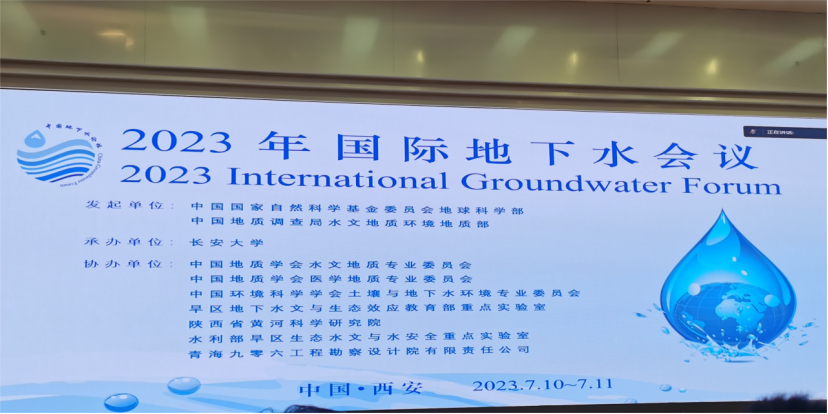 2023 年 国 际 地 下 水 会 议
2023 International Groundwater Forum
发起单位: 中国国家自然科学基金委员会地球科学部
中国地质调查局水文地质环境地质部
承办单位: 长安大学
协办单位: 中国地质学会水文地质专业委员会
中国地质学会医学地质专业委员会
中国环境科学学会土壤与地下水环境专业委员会
旱区地下水文与生态效应教育部重点实验室
陕西省黄河科学研究院
水利部旱区生态水文与水安全重点实验室
青海九零六工程勘察设计院有限责任公司
中国·西安 2023.7.10~7.11